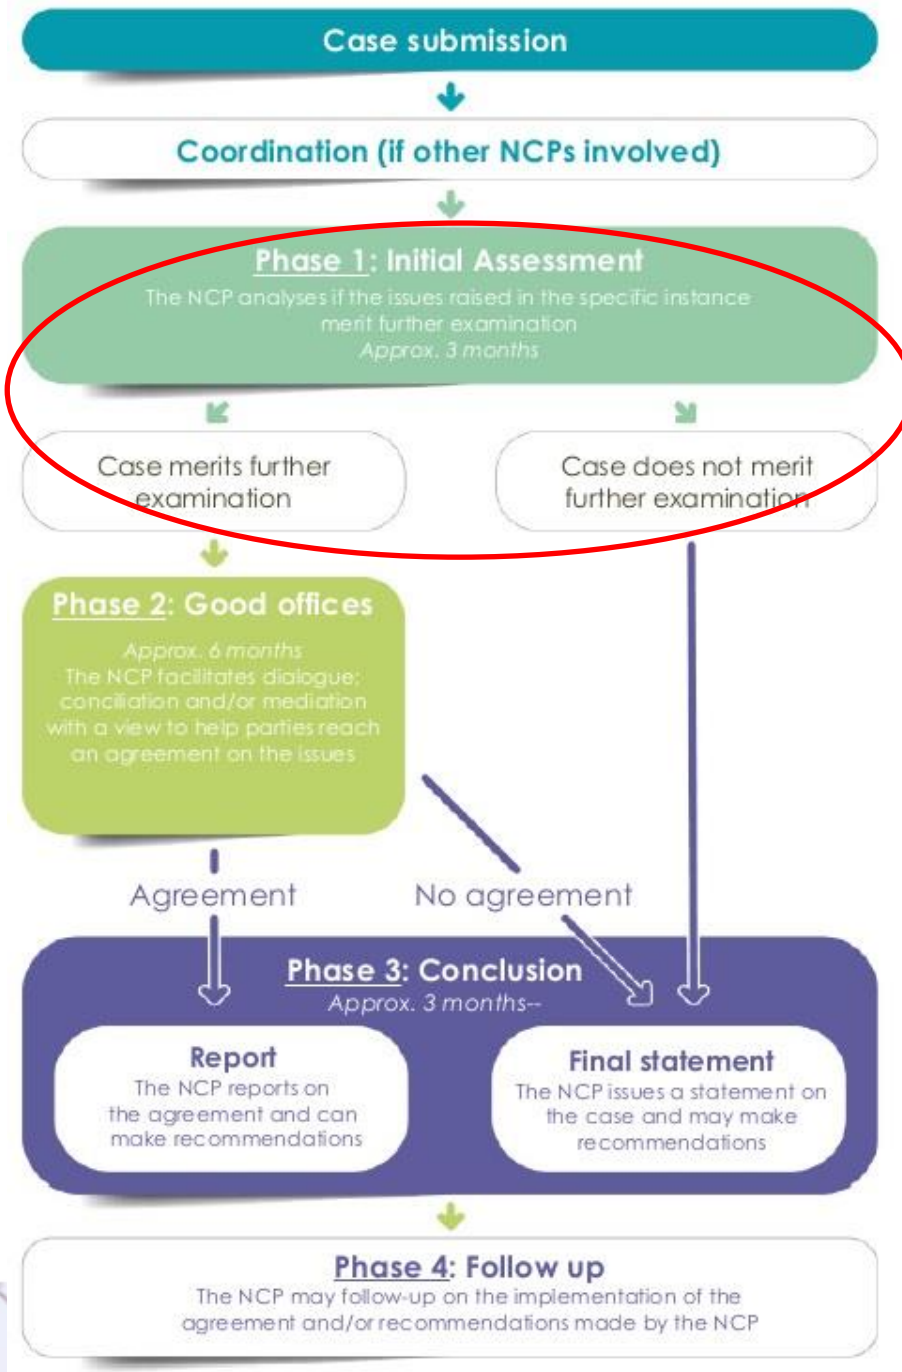 Case submission
Coordination (if other NCPs involved)
Phase 1: Initial Assessment
The NCP analyses if the issues raised in the specific instance
merit further examination
Approx. 3 months
Case merits further
examination
Case does not merit
further examination
Phase 2: Good offices
Approx. 6 months
The NCP facilitates dialogue;
conciliation and/or mediation
with a view to help parties reach
an agreement on the issues
Agreement
No agreement
Phase 3: Conclusion
Approx. 3 months--
Report
The NCP reports on
the agreement and can
make recommendations
Final statement
The NCP issues a statement on
the case and may make
recommendations
Phase 4: Follow up
The NCP may follow-up on the implementation of the
agreement and/or recommendations made by the NCP